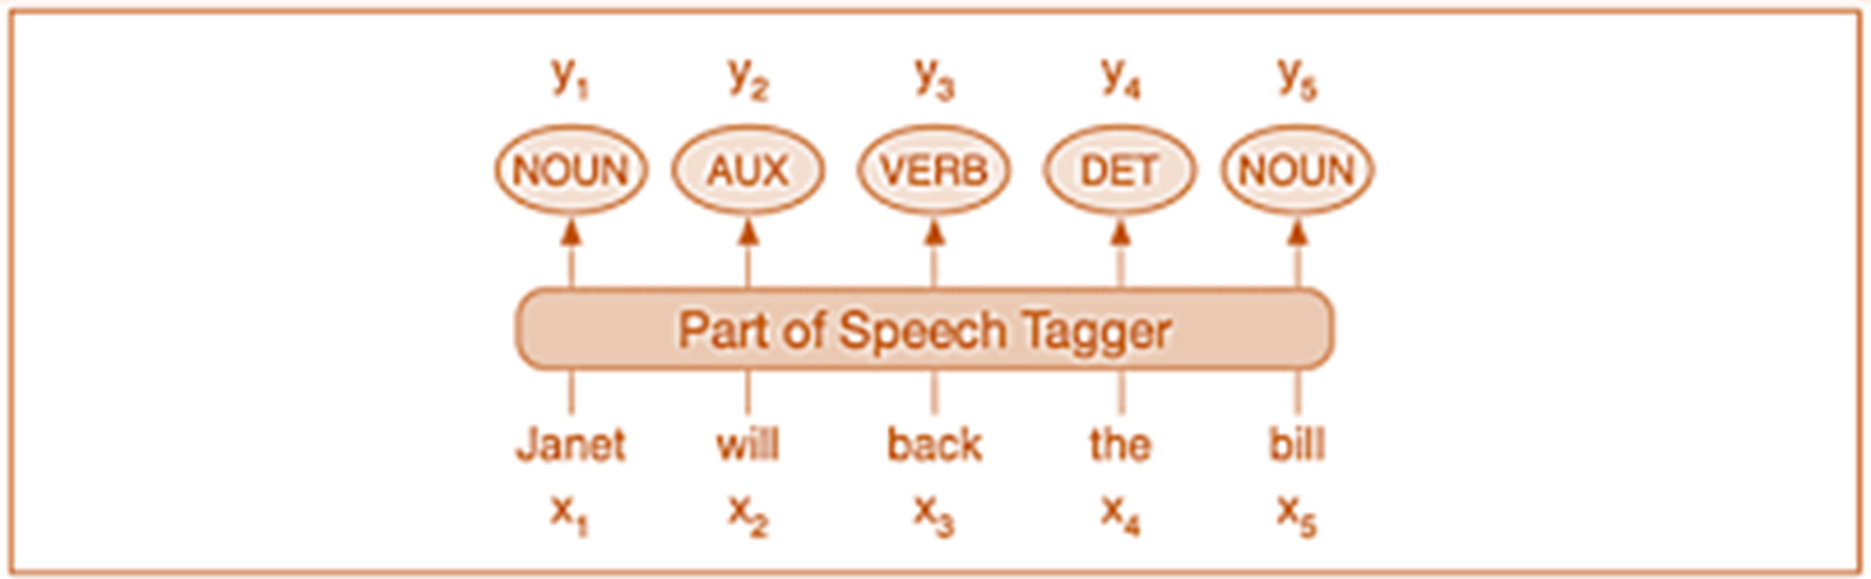 y1 y2 y3 y4 y5
NOUN AUX VERB DET NOUN
Part of Speech Tagger
Janet will back the bill
x1 x2 x3 x4 x5